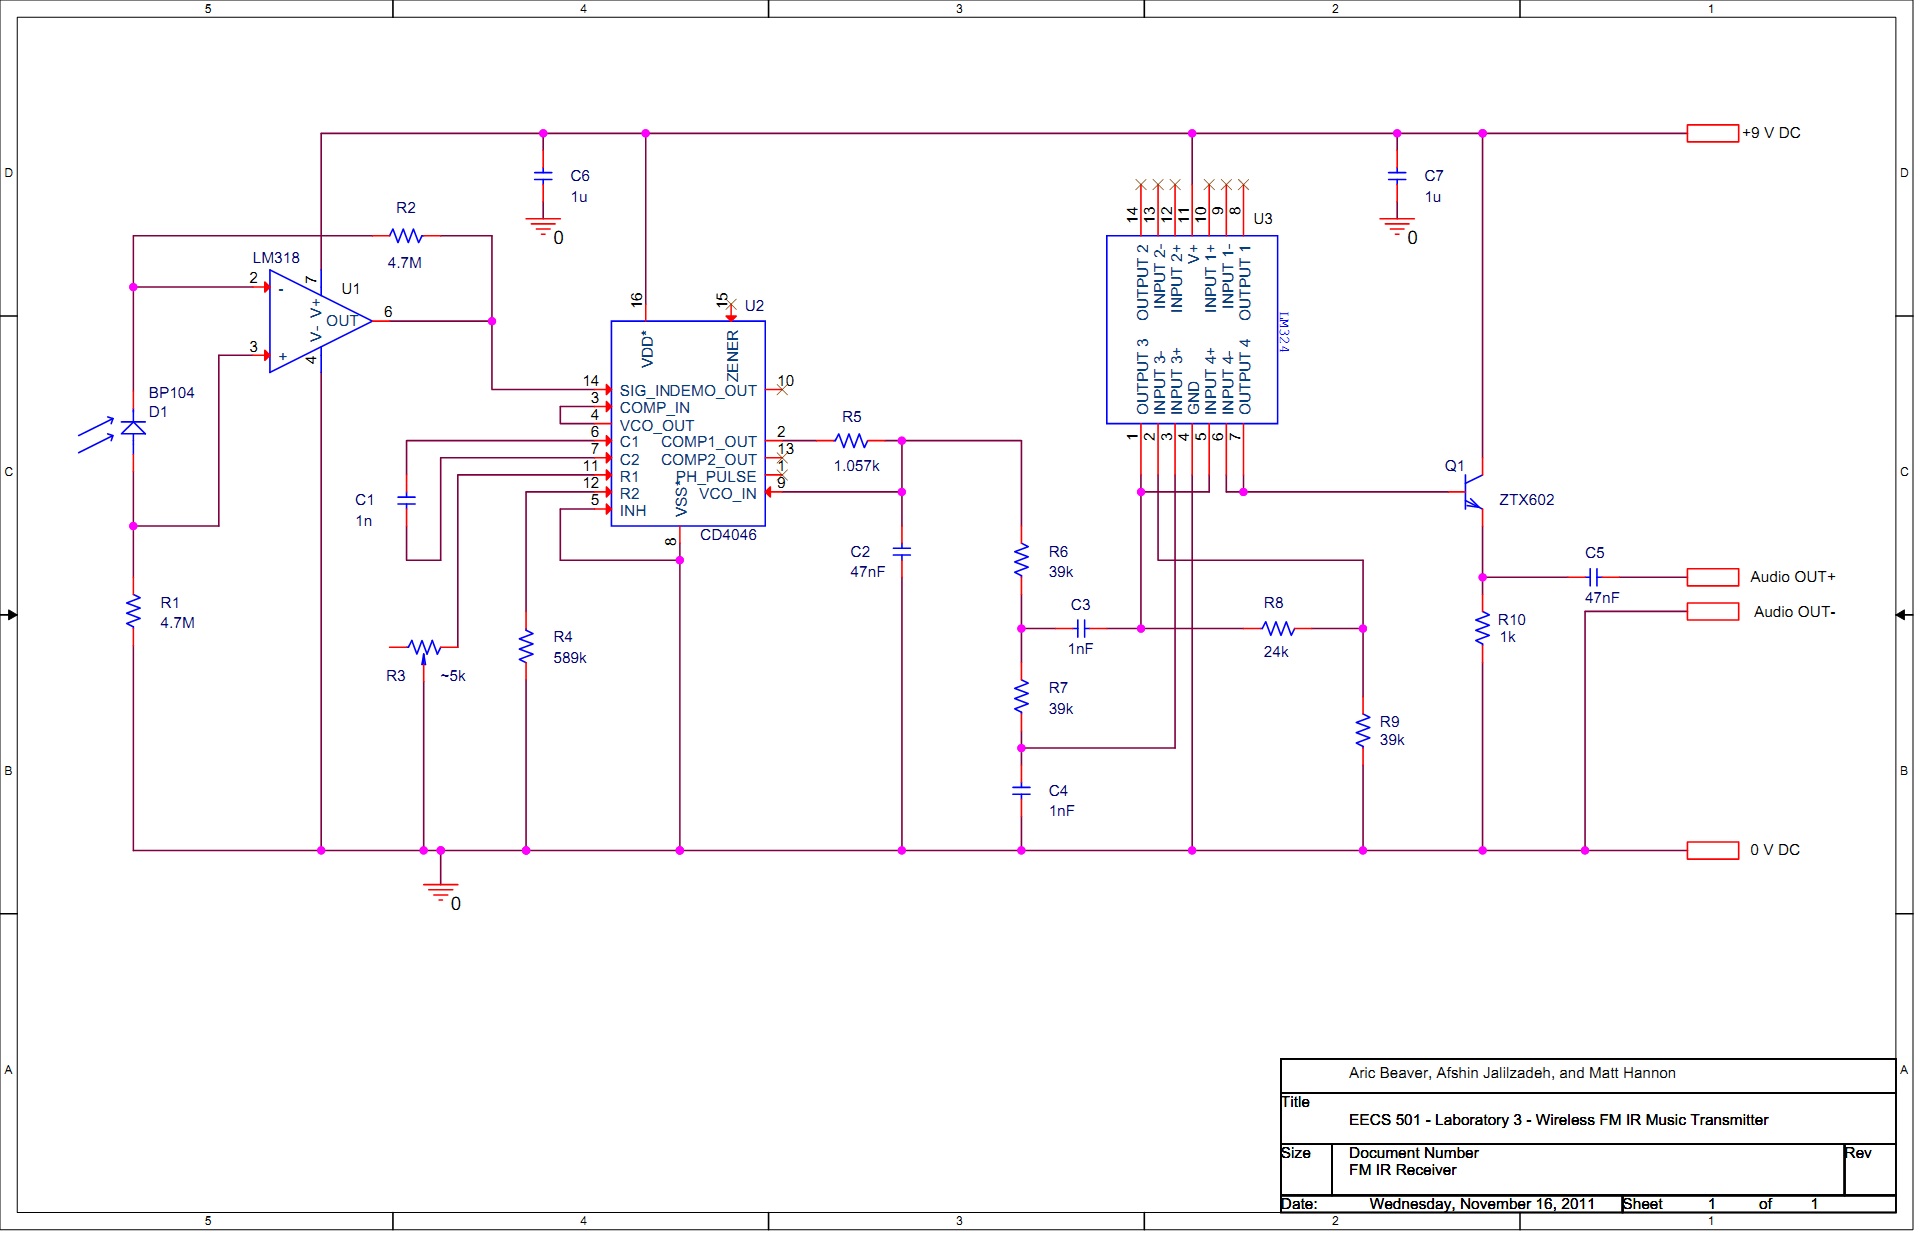 5 4 3 2 1
D
D
C
C
B
B
A
A
+9 V DC
C6
1u
0
C7
1u
0
R2
4.7M
LM318
U1
2
-
3
+
7
V+
V-
4
OUT
6
BP104
D1
R1
4.7M
16
15
U2
VDD*
ZENER
14
SIG_IN
DEMO_OUT
10
3
COMP_IN
4
VCO_OUT
6
C1
COMP1_OUT
2
7
C2
COMP2_OUT
13
11
R1
PH_PULSE
1
12
R2
VCO_IN
9
5
INH
VSS*
8
CD4046
C1
1n
R3
~5k
R4
589k
R5
1.057k
C2
47nF
R6
39k
C3
1nF
R7
39k
C4
1nF
14 13 12 11 10 9 8
U3
OUTPUT 2
INPUT 2-
INPUT 2+
V+
INPUT 1+
INPUT 1-
OUTPUT 1
LM324
OUTPUT 3
INPUT 3-
INPUT 3+
GND
INPUT 4+
INPUT 4-
OUTPUT 4
1 2 3 4 5 6 7
R8
24k
R9
39k
Q1
ZTX602
C5
47nF
Audio OUT+
Audio OUT-
R10
1k
0 V DC
0
Aric Beaver, Afshin Jalilzadeh, and Matt Hannon
Title
EECS 501 - Laboratory 3 - Wireless FM IR Music Transmitter
Size
Document Number
FM IR Receiver
Rev
Date:
Wednesday, November 16, 2011
Sheet 1 of 1
5 4 3 2 1